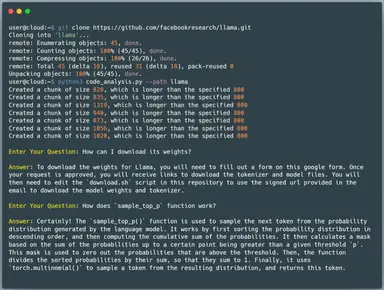 user@cloud:~$ git clone https://github.com/facebookresearch/llama.git
Cloning into 'llama'...
remote: Enumerating objects: 45, done.
remote: Counting objects: 100% (45/45), done.
remote: Compressing objects: 100% (26/26), done.
remote: Total 45 (delta 18), reused 31 (delta 18), pack-reused 0
Unpacking objects: 100% (45/45), done.
user@cloud:~$ python3 code_analysis.py --path llama
Created a chunk of size 820, which is longer than the specified 800
Created a chunk of size 835, which is longer than the specified 800
Created a chunk of size 1319, which is longer than the specified 800
Created a chunk of size 940, which is longer than the specified 800
Created a chunk of size 873, which is longer than the specified 800
Created a chunk of size 1056, which is longer than the specified 800
Created a chunk of size 1020, which is longer than the specified 800
Enter Your Question: How can I download its weights?
Answer: To download the weights for Llama, you will need to fill out a form on this google form. Once
your request is approved, you will receive links to download the tokenizer and model files. You will
then need to edit the `download.sh` script in this repository to use the signed url provided in the
email to download the model weights and tokenizer.
Enter Your Question: How does `sample_top_p` function work?
Answer: Certainly! The `sample_top_p()` function is used to sample the next token from the probability
distribution generated by the language model. It works by first sorting the probability distribution in
descending order, and then computing the cumulative sum of the probabilities. It then calculates a mask
based on the sum of the probabilities up to a certain point being greater than a given threshold `p`.
This mask is used to zero out the probabilities that are above the threshold. Then, the function
divides the sorted probabilities by their sum, so that they sum to 1. Finally, it uses
`torch.multinomial()` to sample a token from the resulting distribution, and returns this token.